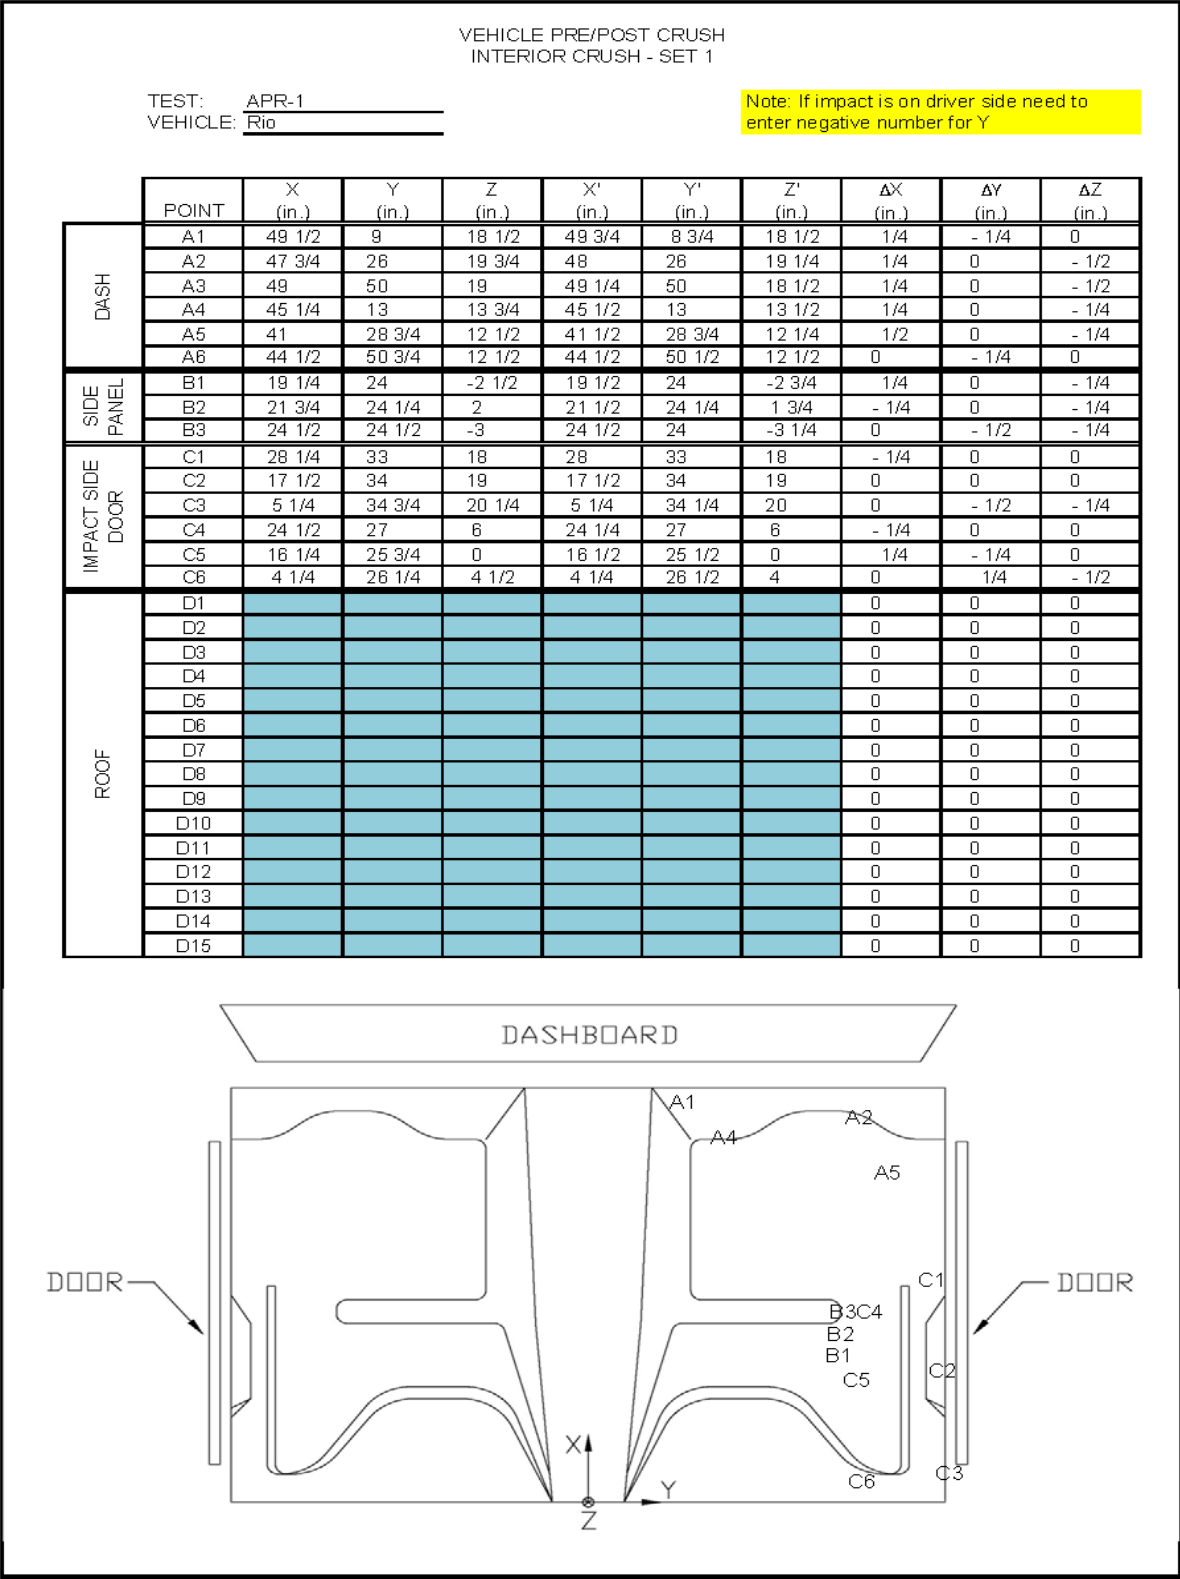 VEHICLE PRE/POST CRUSH
INTERIOR CRUSH - SET 1
TEST: APR-1
VEHICLE: Rio
Note: If impact is on driver side need to
enter negative number for Y
POINT X (in.) Y (in.) Z (in.) X' (in.) Y' (in.) Z' (in.) ΔX (in.) ΔY (in.) ΔZ (in.)
DASH
A1 49 1/2 9 18 1/2 49 3/4 8 3/4 18 1/2 1/4 - 1/4 0
A2 47 3/4 26 19 3/4 48 26 19 1/4 1/4 0 - 1/2
A3 49 50 19 49 1/4 50 18 1/2 1/4 0 - 1/2
A4 45 1/4 13 13 3/4 45 1/2 13 13 1/2 1/4 0 - 1/4
A5 41 28 3/4 12 1/2 41 1/2 28 3/4 12 1/4 1/2 0 - 1/4
A6 44 1/2 50 3/4 12 1/2 44 1/2 50 1/2 12 1/2 0 - 1/4 0
SIDE PANEL
B1 19 1/4 24 -2 1/2 19 1/2 24 -2 3/4 1/4 0 - 1/4
B2 21 3/4 24 1/4 2 21 1/2 24 1/4 1 3/4 - 1/4 0 - 1/4
B3 24 1/2 24 1/2 -3 24 1/2 24 -3 1/4 0 - 1/2 - 1/4
IMPACT SIDE DOOR
C1 28 1/4 33 18 28 33 18 - 1/4 0 0
C2 17 1/2 34 19 17 1/2 34 19 0 0 0
C3 5 1/4 34 3/4 20 1/4 5 1/4 34 1/4 20 0 - 1/2 - 1/4
C4 24 1/2 27 6 24 1/4 27 6 - 1/4 0 0
C5 16 1/4 25 3/4 0 16 1/2 25 1/2 0 1/4 - 1/4 0
C6 4 1/4 26 1/4 4 1/2 4 1/4 26 1/2 4 0 1/4 - 1/2
ROOF
D1 0 0 0
D2 0 0 0
D3 0 0 0
D4 0 0 0
D5 0 0 0
D6 0 0 0
D7 0 0 0
D8 0 0 0
D9 0 0 0
D10 0 0 0
D11 0 0 0
D12 0 0 0
D13 0 0 0
D14 0 0 0
D15 0 0 0
DASHBOARD
A1
A2
A4
A5
DOOR
C1
DOOR
B3C4
B2
B1
C2
C5
X
C3
C6
Y
Z